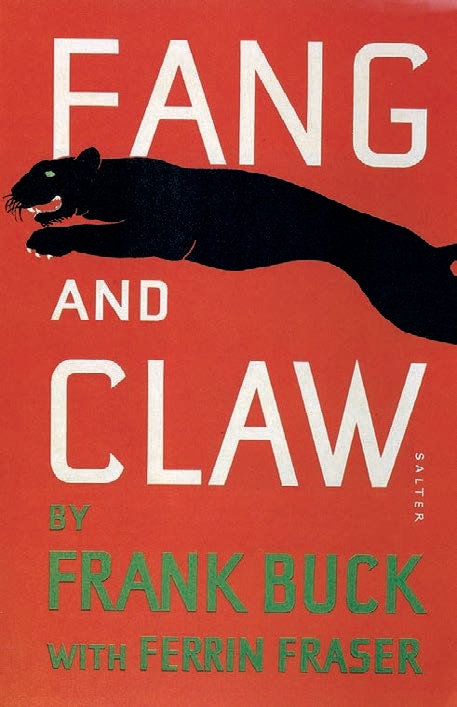 FANG
AND
CLAW
SALTER
BY
FRANK BUCK
WITH FERRIN FRASER